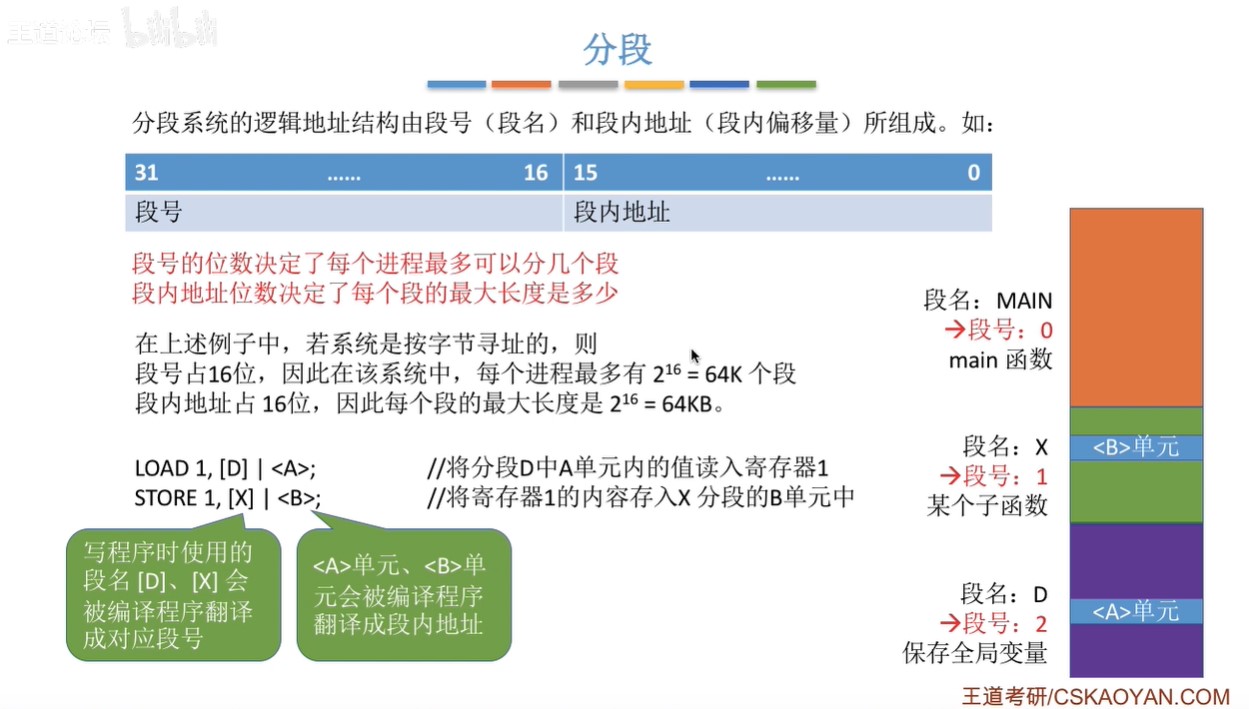 王道论坛 bilibili
分段
分段系统的逻辑地址结构由段号（段名）和段内地址（段内偏移量）所组成。如：
31 …… 16 15 …… 0
段号 段内地址
段号的位数决定了每个进程最多可以分几个段
段内地址位数决定了每个段的最大长度是多少
在上述例子中，若系统是按字节寻址的，则
段号占16位，因此在该系统中，每个进程最多有 2¹⁶ = 64K 个段
段内地址占 16位，因此每个段的最大长度是 2¹⁶ = 64KB。
LOAD 1, [D] | <A>; //将分段D中A单元内的值读入寄存器1
STORE 1, [X] | <B>; //将寄存器1的内容存入X 分段的B单元中
写程序时使用的
段名 [D]、[X] 会
被编译程序翻译
成对应段号
<A>单元、<B>单
元会被编译程序
翻译成段内地址
段名：MAIN
→段号：0
main 函数
段名：X
→段号：1
某个子函数
<B>单元
段名：D
→段号：2
保存全局变量
<A>单元
王道考研/CSKAOYAN.COM